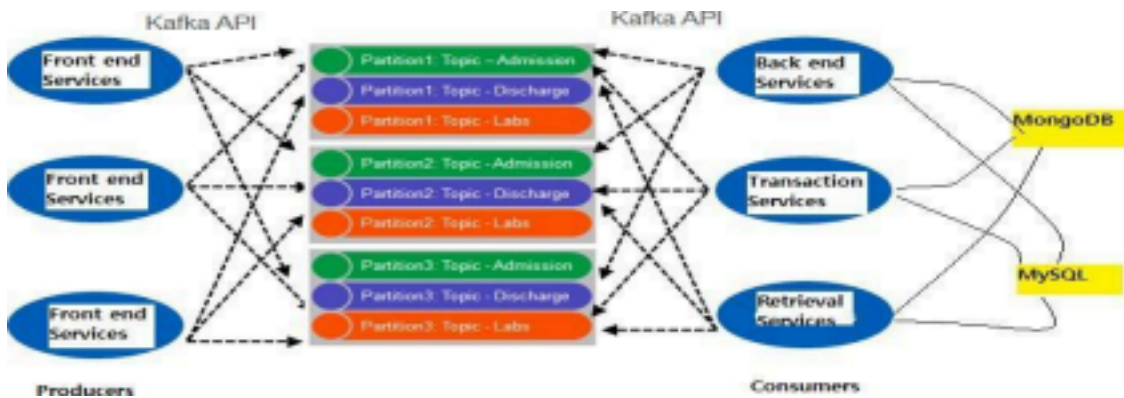 Kafka API
Kafka API
Front end
Services
Front end
Services
Front end
Services
Producers
Partition1: Topic – Admission
Partition1: Topic - Discharge
Partition1: Topic - Labs
Partition2: Topic - Admission
Partition2: Topic - Discharge
Partition2: Topic - Labs
Partition3: Topic - Admission
Partition3: Topic - Discharge
Partition3: Topic - Labs
Back end
Services
Transaction
Services
Retrieval
Services
Consumers
MongoDB
MySQL